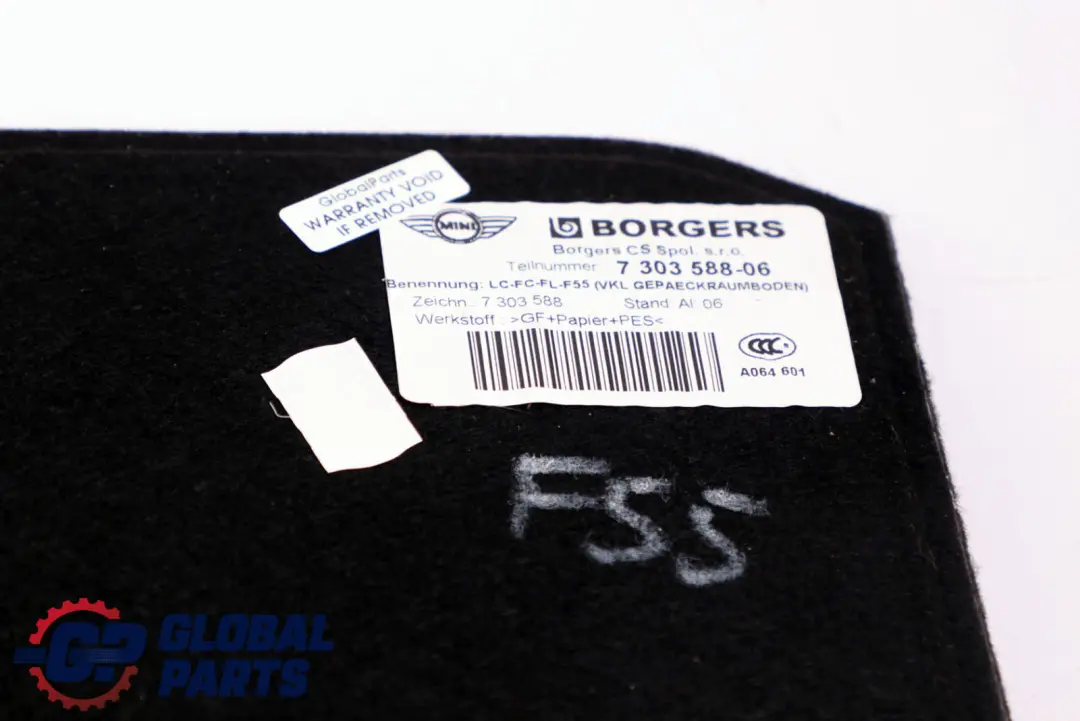 GlobalParts
WARRANTY VOID
IF REMOVED
MINI
BORGERS
Borgers CS Spol. s.r.o.
Teilnummer 7 303 588-06
Benennung: LC-FC-FL-F55 (VKL GEPAECKRAUMBODEN)
Zeichn.: 7 303 588 Stand AI: 06
Werkstoff : >GF+Papier+PES<
CCC
A064 601
F55
GP GLOBAL
PARTS